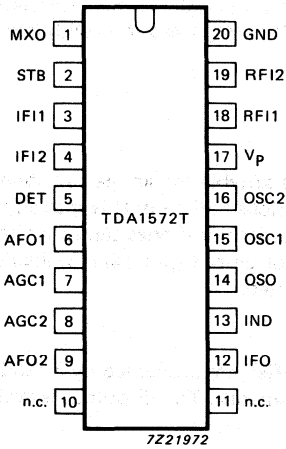 MXO 1 20 GND
STB 2 19 RFI2
IFI1 3 18 RFI1
IFI2 4 17 VP
DET 5 16 OSC2
TDA1572T
AFO1 6 15 OSC1
AGC1 7 14 OSO
AGC2 8 13 IND
AFO2 9 12 IFO
n.c. 10 11 n.c.
7Z21972